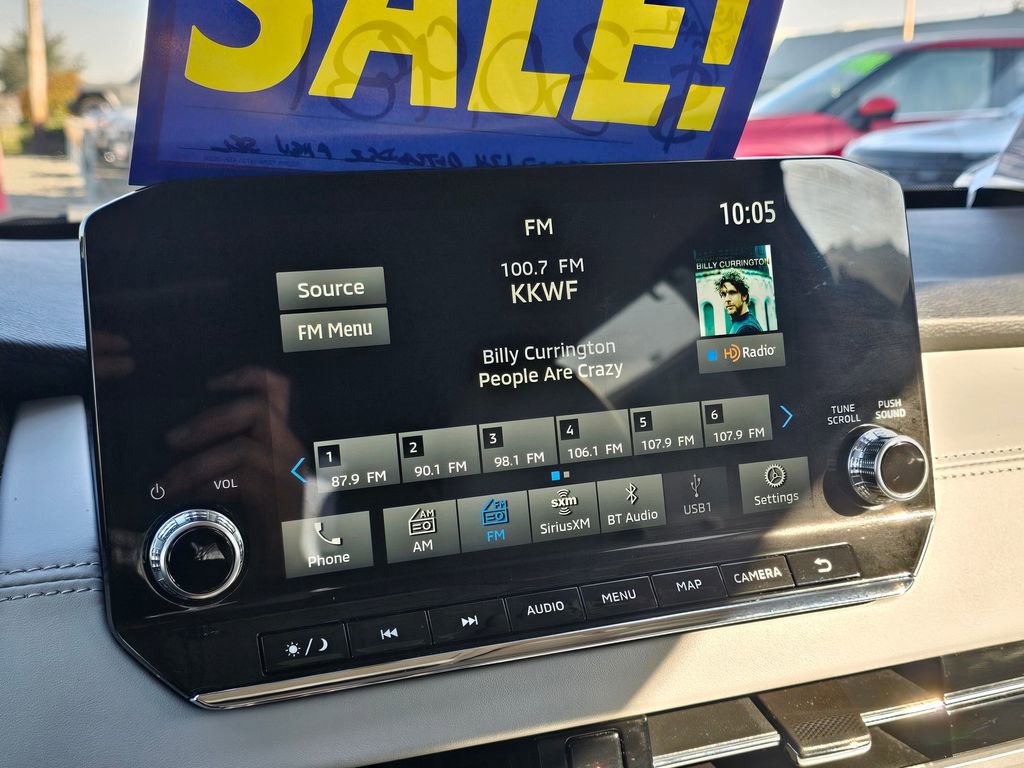 SALE!
FM
10:05
100.7 FM
KKWF
BILLY CURRINGTON
Source
FM Menu
HD Radio
Billy Currington
People Are Crazy
TUNE
SCROLL
PUSH
SOUND
1
87.9 FM
2
90.1 FM
3
98.1 FM
4
106.1 FM
5
107.9 FM
6
107.9 FM
VOL
Phone
AM
AM
FM
FM
sxm
SiriusXM
BT Audio
USB1
Settings
AUDIO
MENU
MAP
CAMERA